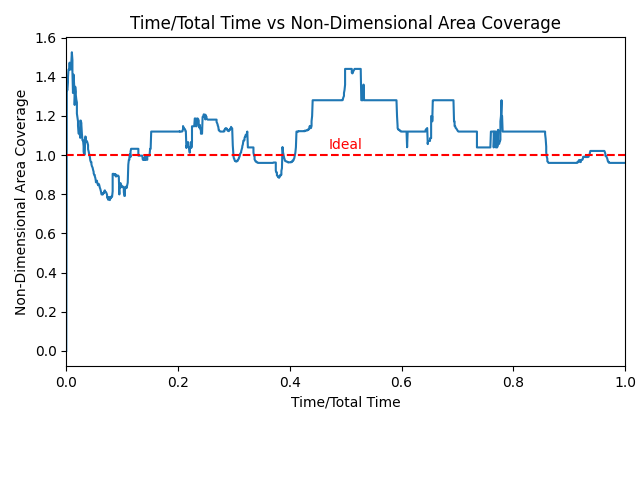 Time/Total Time vs Non-Dimensional Area Coverage
Non-Dimensional Area Coverage
1.6
1.4
1.2
1.0
0.8
0.6
0.4
0.2
0.0
Ideal
0.0 0.2 0.4 0.6 0.8 1.0
Time/Total Time